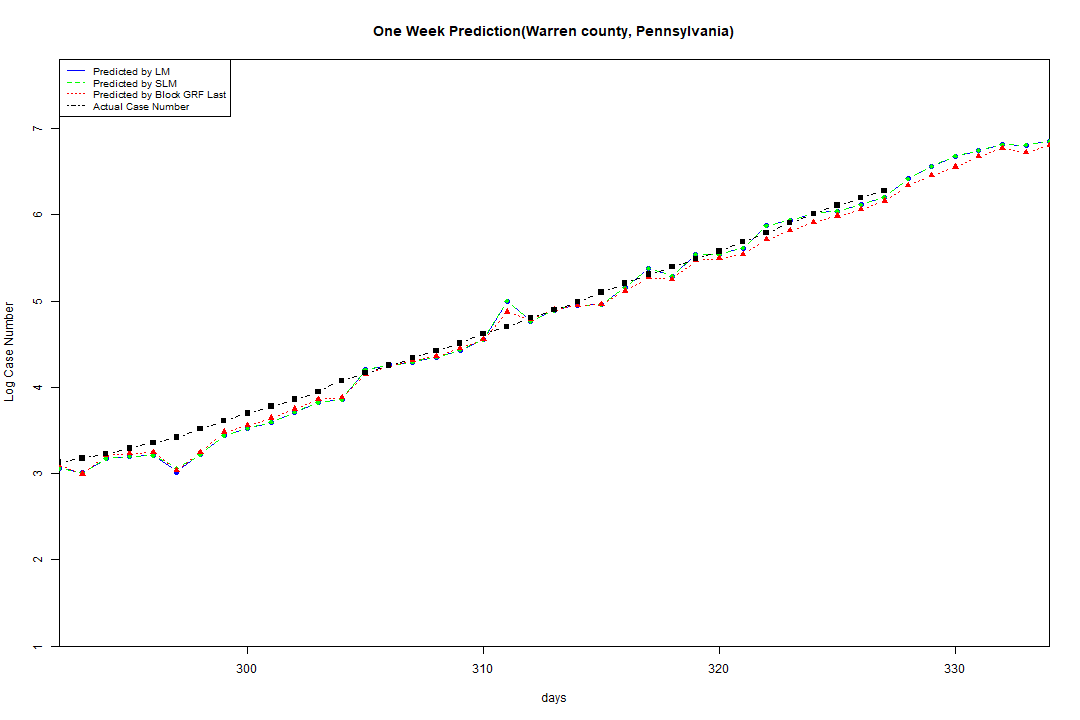 One Week Prediction(Warren county, Pennsylvania)
Predicted by LM
Predicted by SLM
Predicted by Block GRF Last
Actual Case Number
7
6
5
4
3
2
1
Log Case Number
300 310 320 330
days